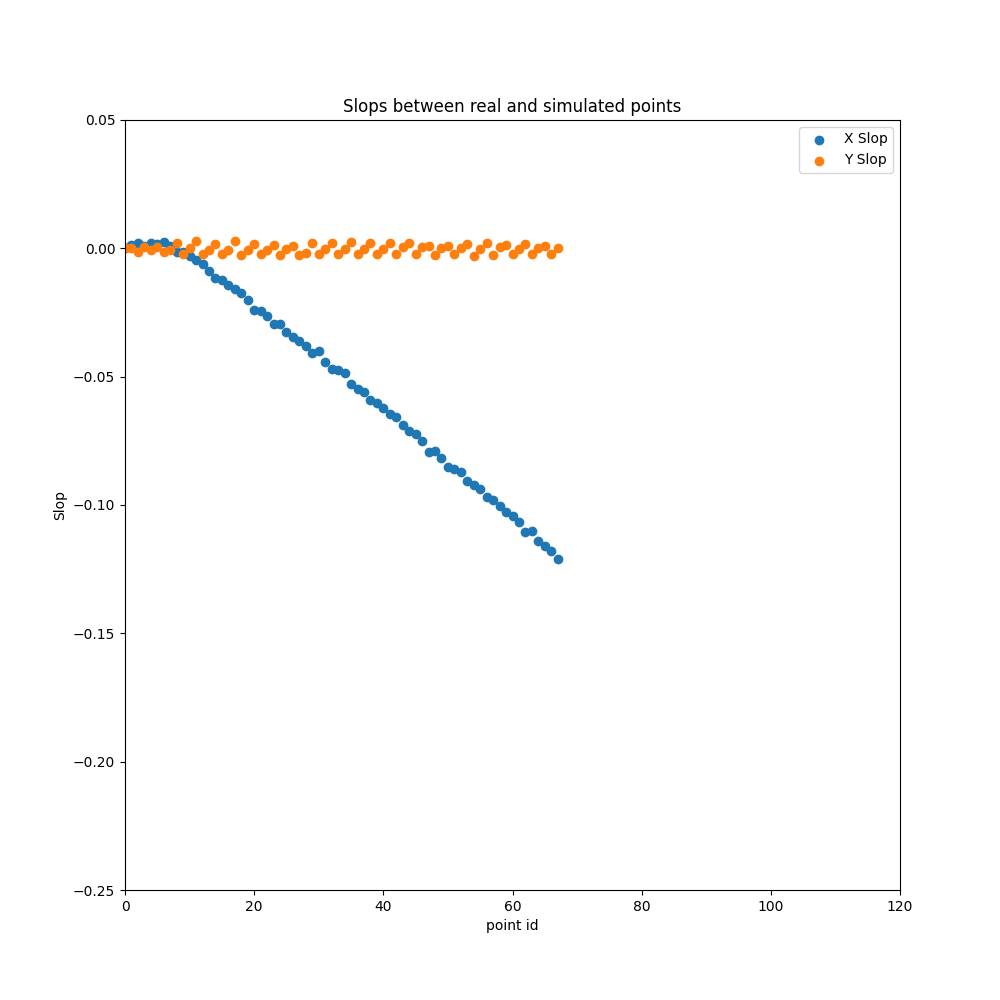 Slops between real and simulated points
X Slop
Y Slop
0.05
0.00
−0.05
−0.10
−0.15
−0.20
−0.25
Slop
0 20 40 60 80 100 120
point id